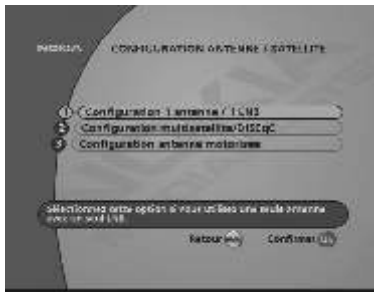 CONFIGURATION ANTENNE / SATELLITE
1 Configuration 1 antenne / 1 LNB
2 Configuration multisatellite/DiSEqC
3 Configuration antenne motorisée
Sélectionnez cette option si vous utilisez une seule antenne
avec un seul LNB
Retour
Confirmer